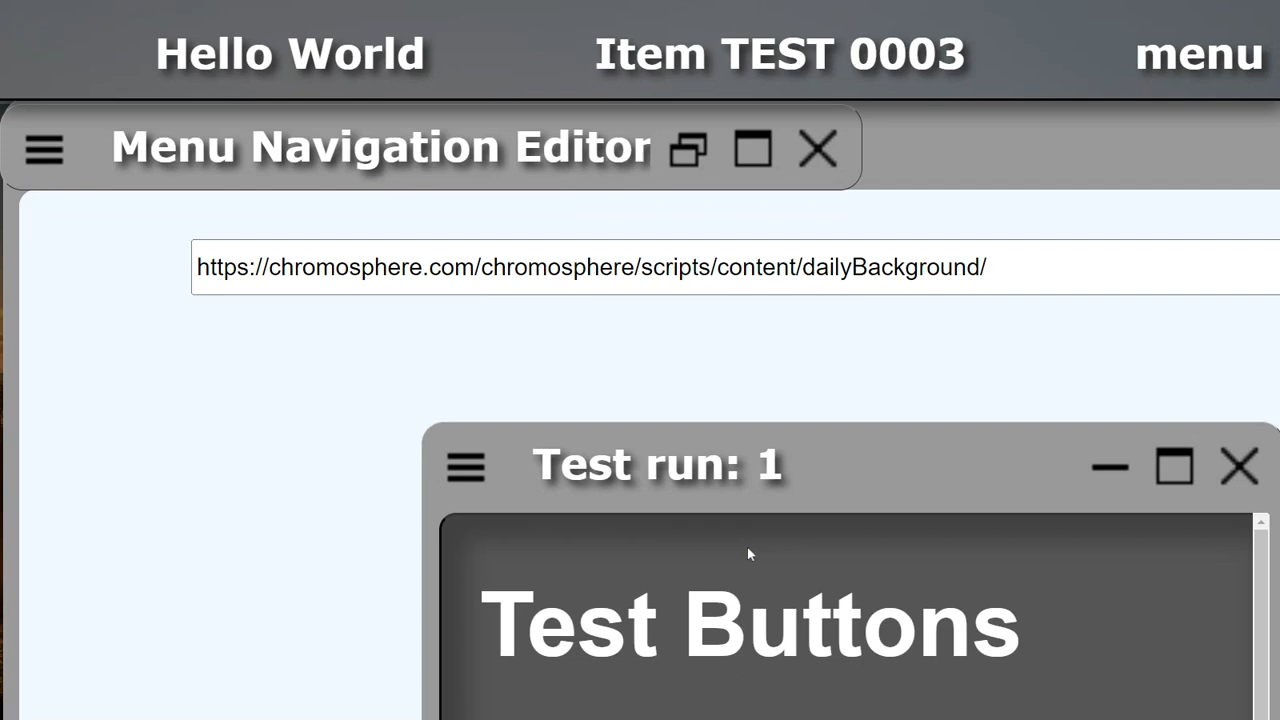 Hello World Item TEST 0003 menu
Menu Navigation Editor
https://chromosphere.com/chromosphere/scripts/content/dailyBackground/
Test run: 1
Test Buttons